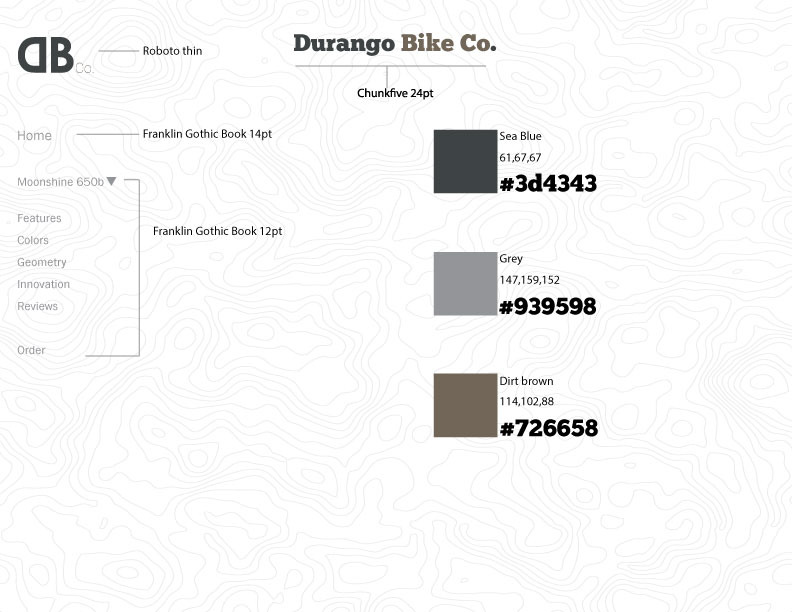 DB Co.
Roboto thin
Durango Bike Co.
Chunkfive 24pt
Home
Franklin Gothic Book 14pt
Moonshine 650b▼
Features
Colors
Geometry
Innovation
Reviews
Order
Franklin Gothic Book 12pt
Sea Blue
61,67,67
#3d4343
Grey
147,159,152
#939598
Dirt brown
114,102,88
#726658